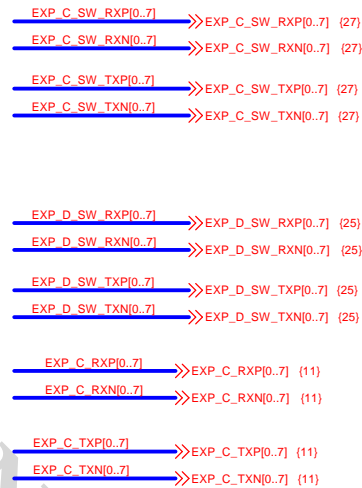 EXP_C_SW_RXP[0..7] EXP_C_SW_RXP[0..7] {27}
EXP_C_SW_RXN[0..7] EXP_C_SW_RXN[0..7] {27}
EXP_C_SW_TXP[0..7] EXP_C_SW_TXP[0..7] {27}
EXP_C_SW_TXN[0..7] EXP_C_SW_TXN[0..7] {27}
EXP_D_SW_RXP[0..7] EXP_D_SW_RXP[0..7] {25}
EXP_D_SW_RXN[0..7] EXP_D_SW_RXN[0..7] {25}
EXP_D_SW_TXP[0..7] EXP_D_SW_TXP[0..7] {25}
EXP_D_SW_TXN[0..7] EXP_D_SW_TXN[0..7] {25}
EXP_C_RXP[0..7] EXP_C_RXP[0..7] {11}
EXP_C_RXN[0..7] EXP_C_RXN[0..7] {11}
EXP_C_TXP[0..7] EXP_C_TXP[0..7] {11}
EXP_C_TXN[0..7] EXP_C_TXN[0..7] {11}